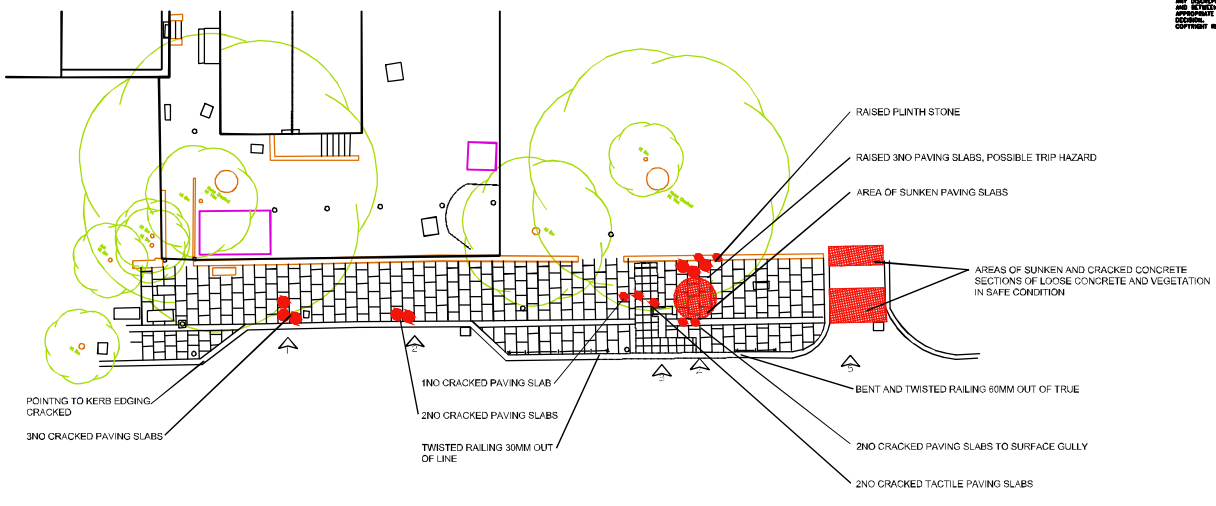 AND BETWEEN
APPROPRIATE
DECISION.
RAISED PLINTH STONE
RAISED 3NO PAVING SLABS, POSSIBLE TRIP HAZARD
AREA OF SUNKEN PAVING SLABS
AREAS OF SUNKEN AND CRACKED CONCRETE
SECTIONS OF LOOSE CONCRETE AND VEGETATION
IN SAFE CONDITION
1
2
3
5
1NO CRACKED PAVING SLAB
BENT AND TWISTED RAILING 60MM OUT OF TRUE
POINTNG TO KERB EDGING
CRACKED
2NO CRACKED PAVING SLABS
3NO CRACKED PAVING SLABS
TWISTED RAILING 30MM OUT
OF LINE
2NO CRACKED PAVING SLABS TO SURFACE GULLY
2NO CRACKED TACTILE PAVING SLABS